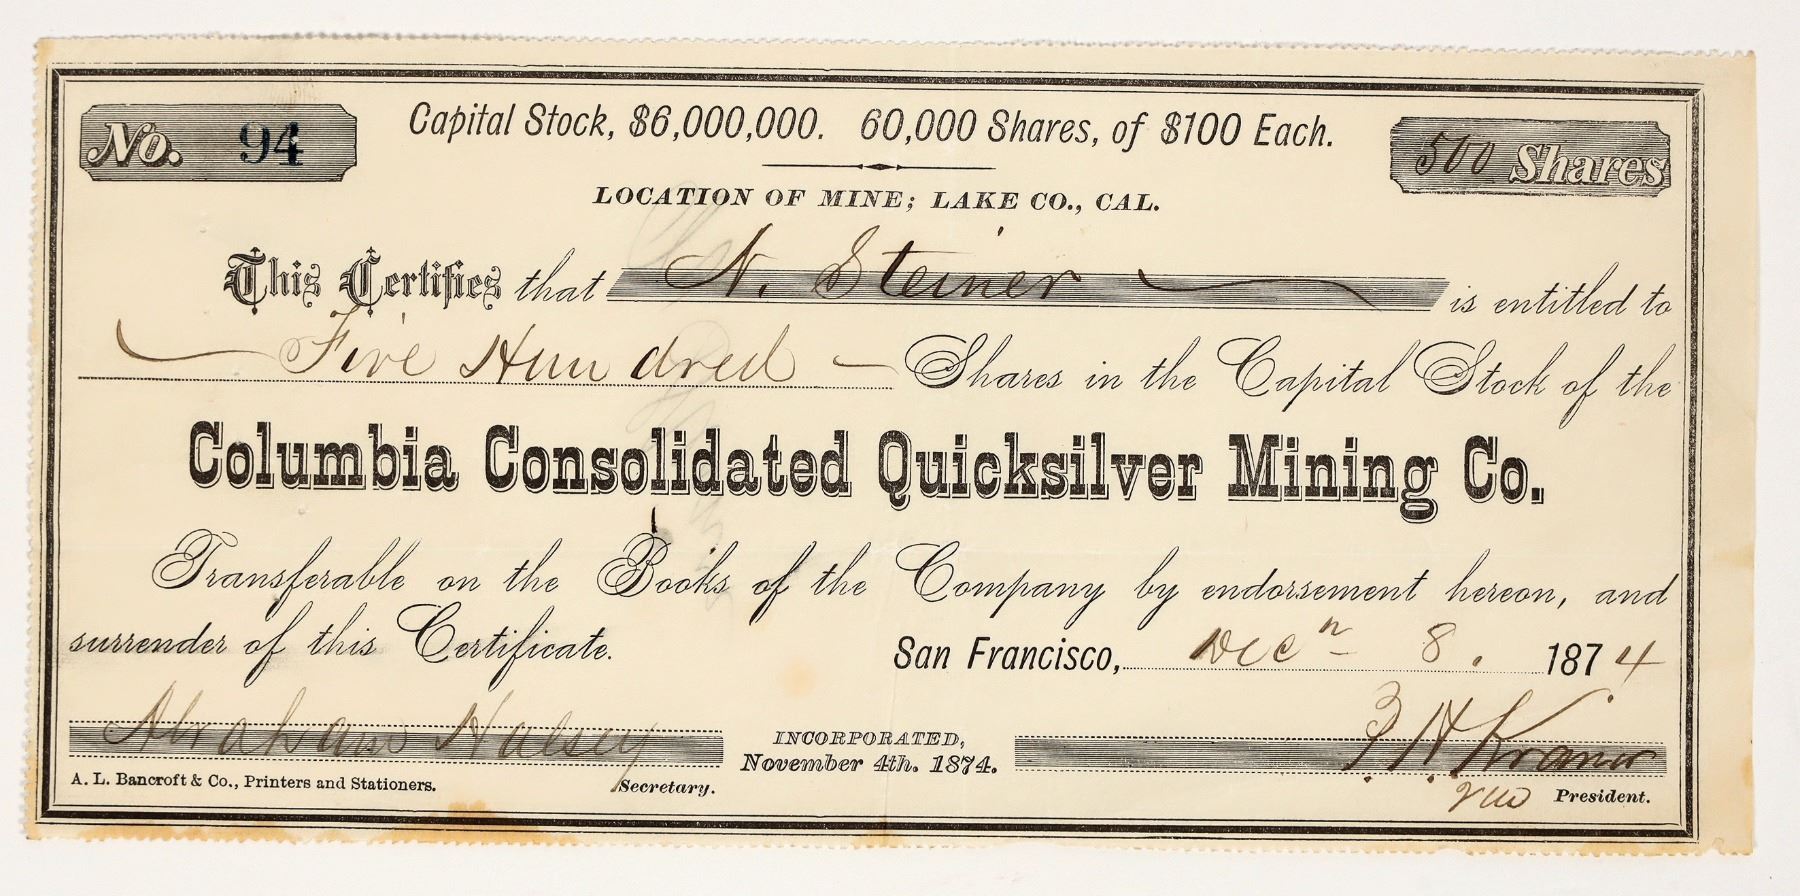 No. 94
Capital Stock, $6,000,000. 60,000 Shares, of $100 Each.
500 Shares
LOCATION OF MINE; LAKE CO., CAL.
This Certifies that N. Steiner is entitled to
Five Hundred Shares in the Capital Stock of the
Columbia Consolidated Quicksilver Mining Co.
Transferable on the Books of the Company by endorsement hereon, and
surrender of this Certificate. San Francisco, Dec 8. 1874
Abraham Halsey
INCORPORATED,
November 4th. 1874.
A. L. Bancroft & Co., Printers and Stationers.
Secretary.
President.